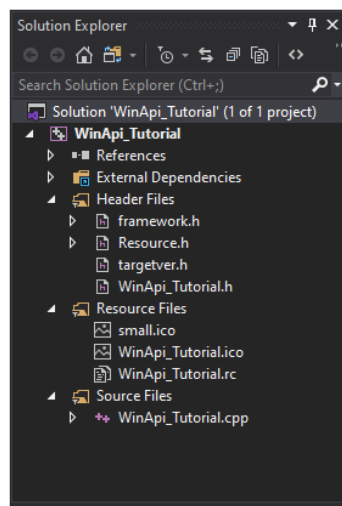 Solution Explorer
Search Solution Explorer (Ctrl+;)
Solution 'WinApi_Tutorial' (1 of 1 project)
WinApi_Tutorial
References
External Dependencies
Header Files
framework.h
Resource.h
targetver.h
WinApi_Tutorial.h
Resource Files
small.ico
WinApi_Tutorial.ico
WinApi_Tutorial.rc
Source Files
WinApi_Tutorial.cpp